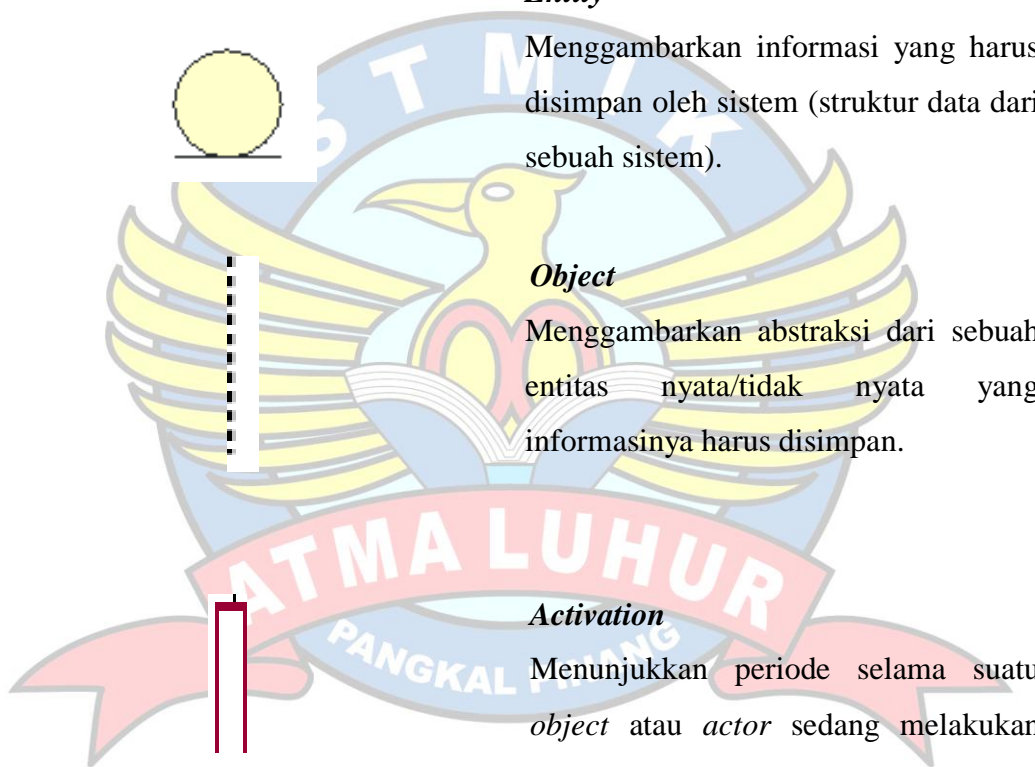 Entity
Menggambarkan informasi yang harus
disimpan oleh sistem (struktur data dari
sebuah sistem).
STMIK
Object
Menggambarkan abstraksi dari sebuah
entitas nyata/tidak nyata yang
informasinya harus disimpan.
ATMA LUHUR
PANGKAL PINANG
Activation
Menunjukkan periode selama suatu
object atau actor sedang melakukan